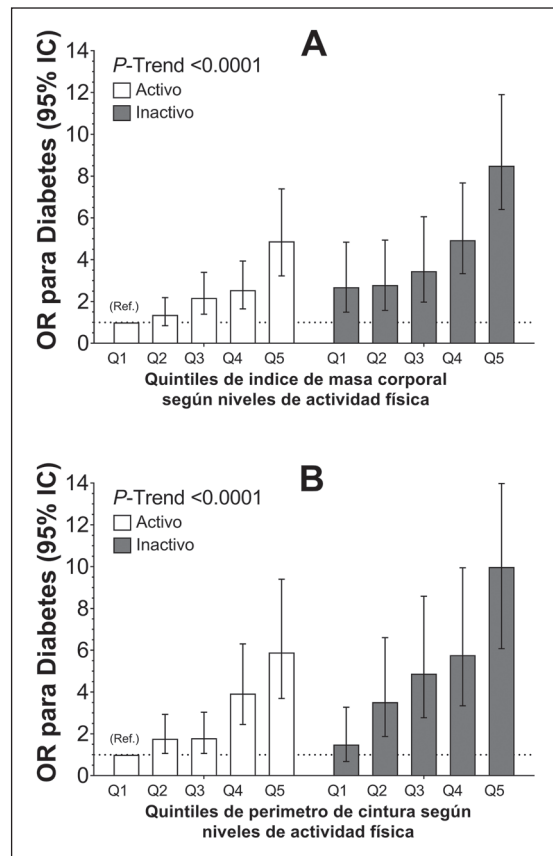 A
P-Trend <0.0001
Activo
Inactivo
OR para Diabetes (95% IC)
14
12
10
8
6
4
2
0
(Ref.)
Q1 Q2 Q3 Q4 Q5 Q1 Q2 Q3 Q4 Q5
Quintiles de indice de masa corporal
según niveles de actividad física
B
P-Trend <0.0001
Activo
Inactivo
OR para Diabetes (95% IC)
14
12
10
8
6
4
2
0
(Ref.)
Q1 Q2 Q3 Q4 Q5 Q1 Q2 Q3 Q4 Q5
Quintiles de perimetro de cintura según
niveles de actividad física